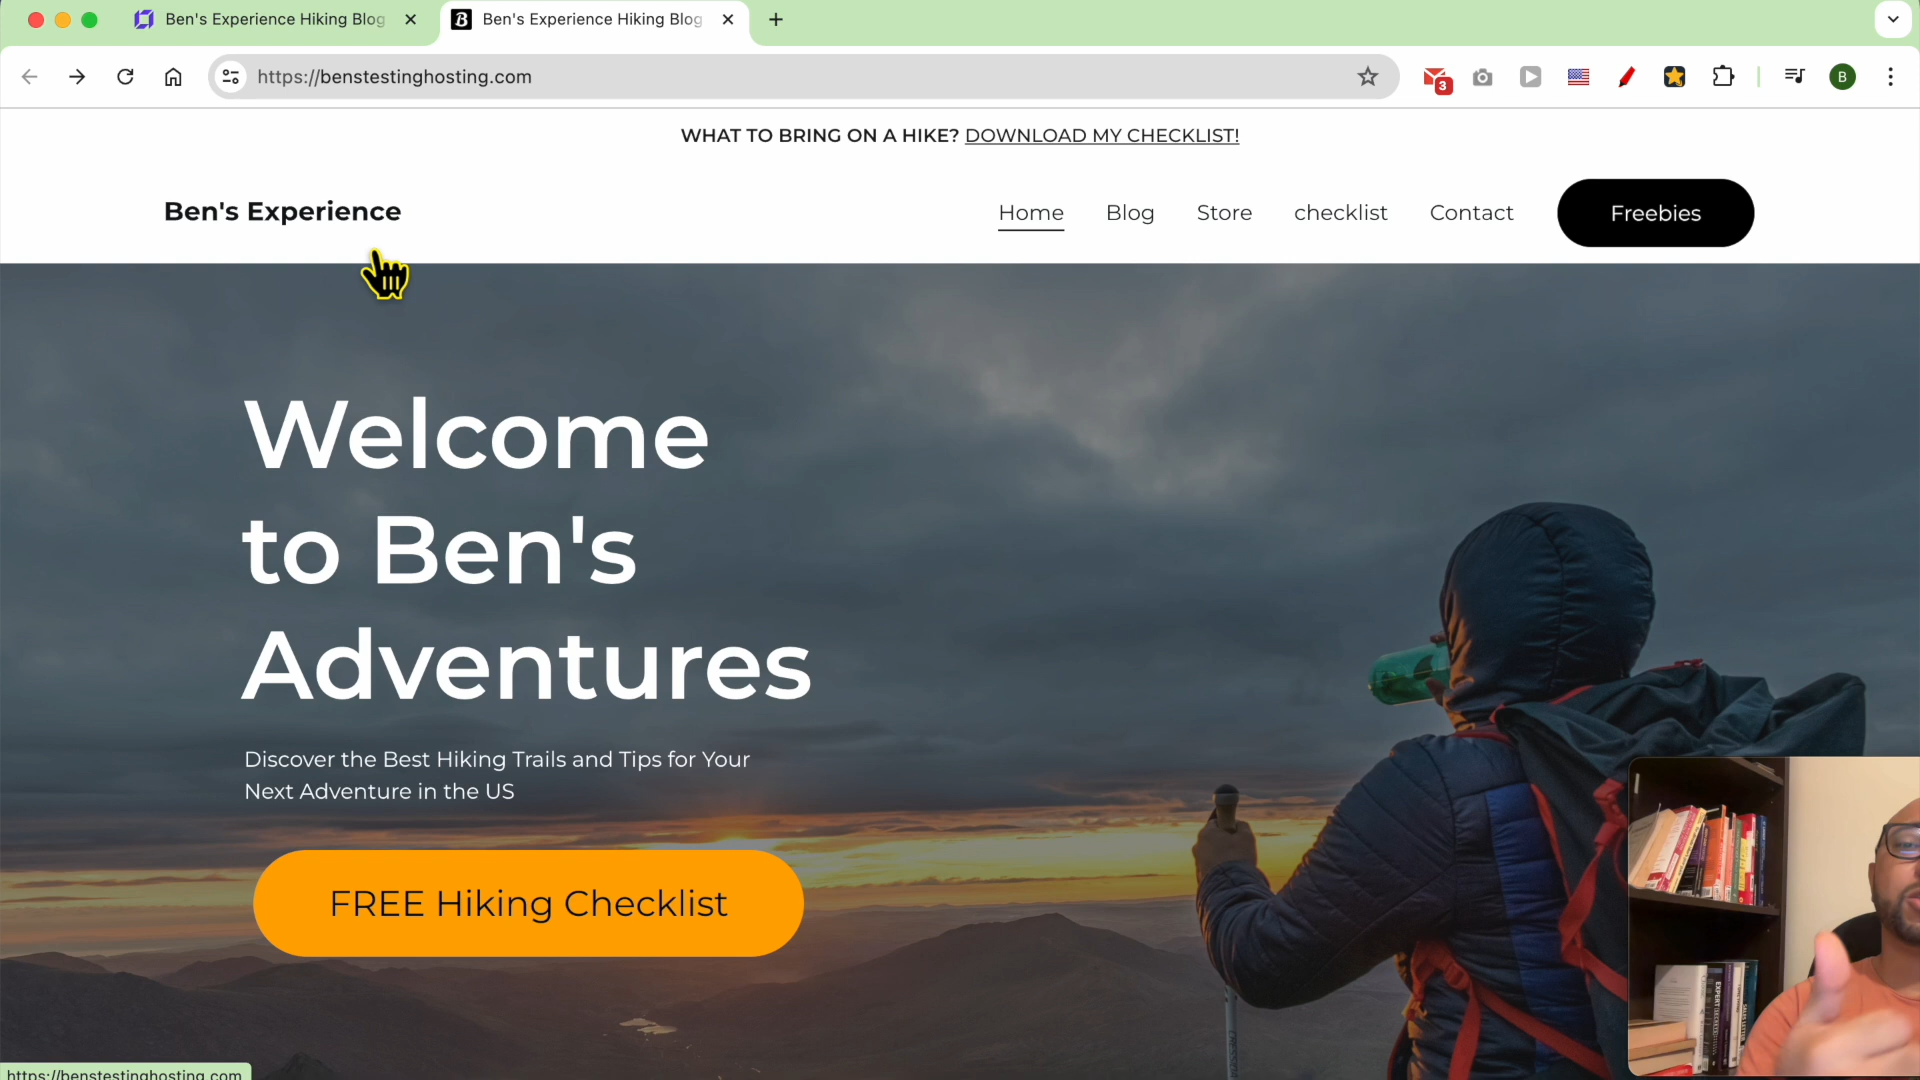 Ben's Experience Hiking Blog
Ben's Experience Hiking Blog
https://benstestinghosting.com
3
B
WHAT TO BRING ON A HIKE? DOWNLOAD MY CHECKLIST!
Ben's Experience
Home
Blog
Store
checklist
Contact
Freebies
Welcome
to Ben's
Adventures
Discover the Best Hiking Trails and Tips for Your
Next Adventure in the US
FREE Hiking Checklist
EXPERT
https://benstestinghosting.com